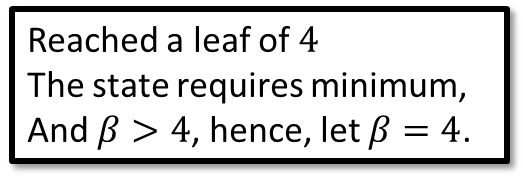 Reached a leaf of 4
The state requires minimum,
And 𝛽 > 4, hence, let 𝛽 = 4.